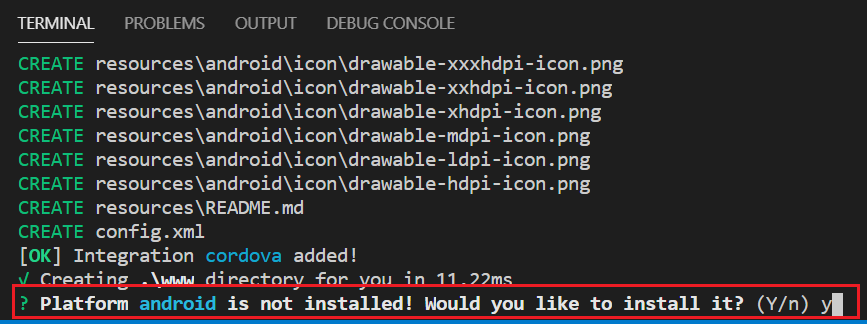 TERMINAL PROBLEMS OUTPUT DEBUG CONSOLE
CREATE resources\android\icon\drawable-xxxhdpi-icon.png
CREATE resources\android\icon\drawable-xxhdpi-icon.png
CREATE resources\android\icon\drawable-xhdpi-icon.png
CREATE resources\android\icon\drawable-mdpi-icon.png
CREATE resources\android\icon\drawable-ldpi-icon.png
CREATE resources\android\icon\drawable-hdpi-icon.png
CREATE resources\README.md
CREATE config.xml
[OK] Integration cordova added!
√ Creating .\www directory for you in 11.22ms
? Platform android is not installed! Would you like to install it? (Y/n) y